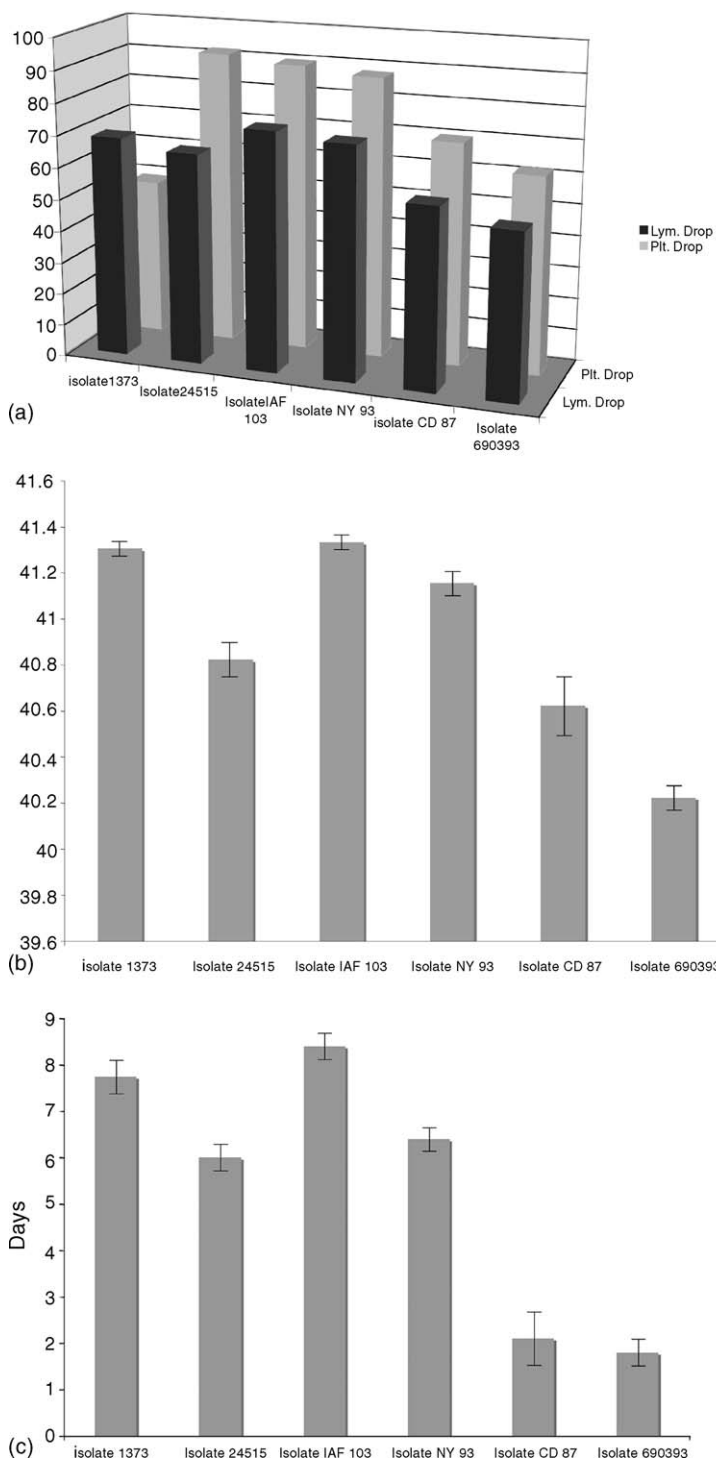 100
90
80
70
60
50
40
30
20
10
0
isolate1373
Isolate24515
IsolateIAF
103
Isolate NY 93
isolate CD 87
Isolate
690393
Plt. Drop
Lym. Drop
Lym. Drop
Plt. Drop
(a)
41.6
41.4
41.2
41
40.8
40.6
40.4
40.2
40
39.8
39.6
isolate 1373
Isolate 24515
Isolate IAF 103
Isolate NY 93
Isolate CD 87
Isolate 690393
(b)
9
8
7
6
5
4
3
2
1
0
Days
isolate 1373
Isolate 24515
Isolate IAF 103
Isolate NY 93
Isolate CD 87
Isolate 690393
(c)